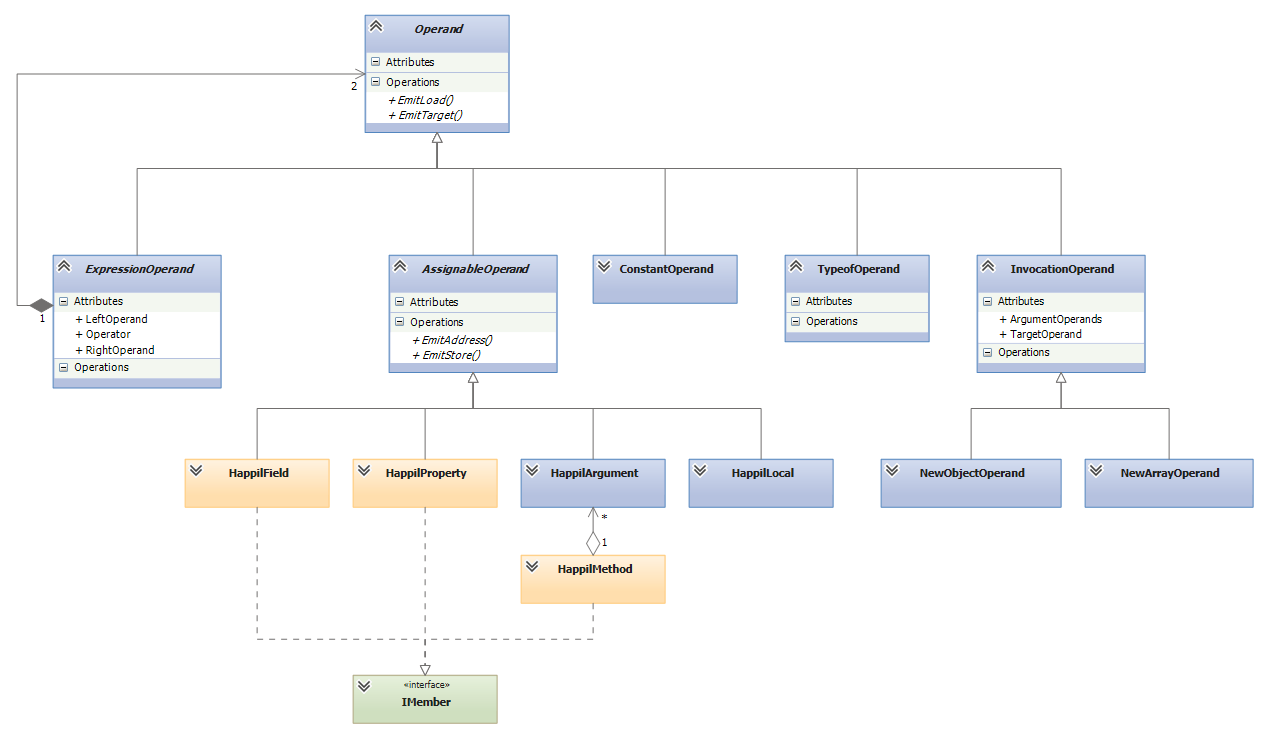 Operand
Attributes
Operations
+ EmitLoad()
+ EmitTarget()
2
ExpressionOperand
Attributes
+ LeftOperand
+ Operator
+ RightOperand
Operations
1
AssignableOperand
Attributes
Operations
+ EmitAddress()
+ EmitStore()
ConstantOperand
TypeofOperand
Attributes
Operations
InvocationOperand
Attributes
+ ArgumentOperands
+ TargetOperand
Operations
HappilField
HappilProperty
HappilArgument
HappilLocal
NewObjectOperand
NewArrayOperand
*
1
HappilMethod
«interface»
IMember